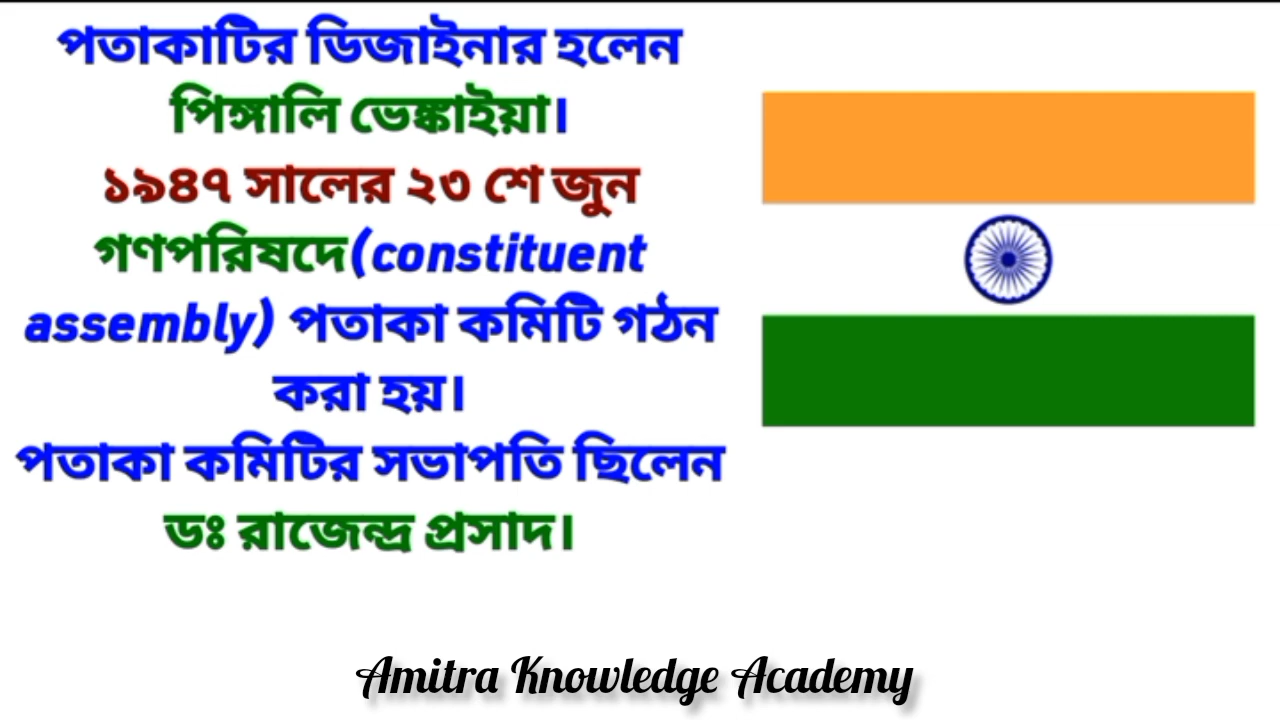 পতাকাটির ডিজাইনার হলেন
পিঙ্গালি ভেঙ্কাইয়া।
১৯৪৭ সালের ২৩ শে জুন
গণপরিষদে(constituent
assembly) পতাকা কমিটি গঠন
করা হয়।
পতাকা কমিটির সভাপতি ছিলেন
ডঃ রাজেন্দ্র প্রসাদ।
Amitra Knowledge Academy